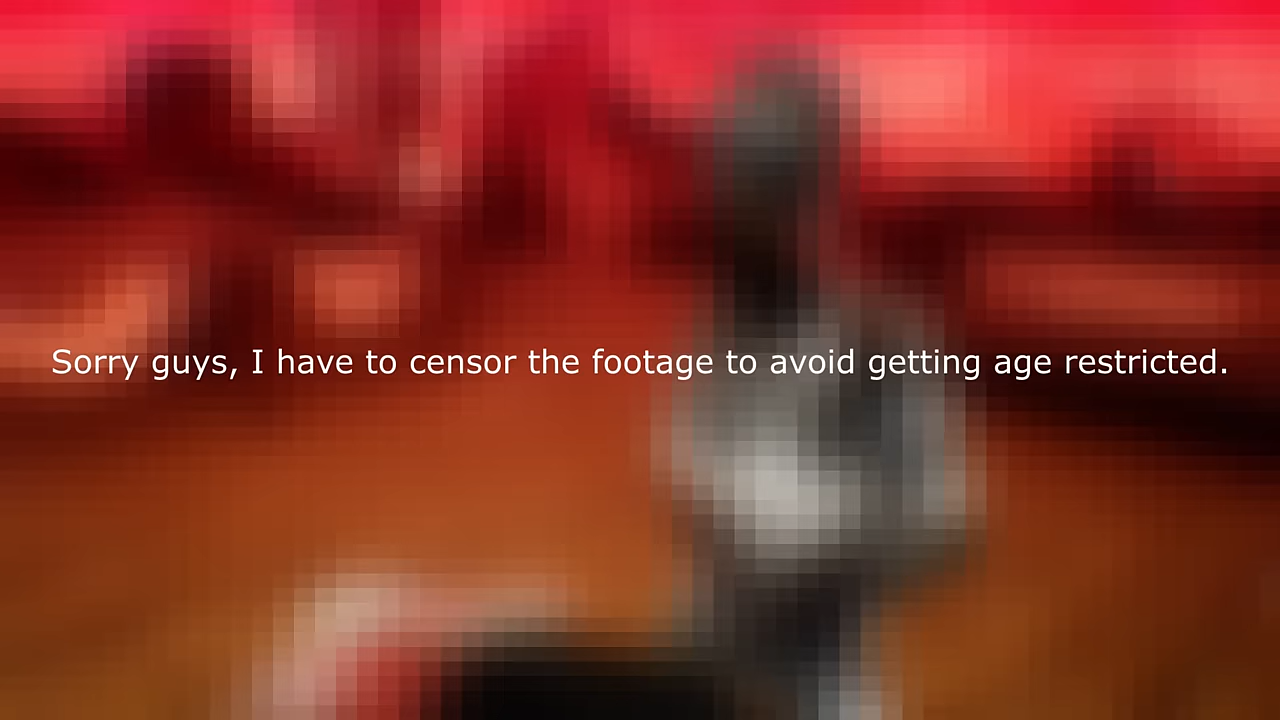 Sorry guys, I have to censor the footage to avoid getting age restricted.